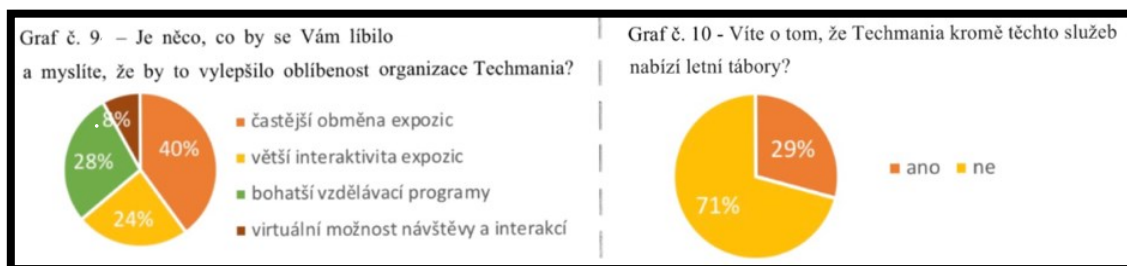 Graf č. 9 – Je něco, co by se Vám líbilo
a myslíte, že by to vylepšilo oblíbenost organizace Techmania?
8%
40%
28%
24%
častější obměna expozic
větší interaktivita expozic
bohatší vzdělávací programy
virtuální možnost návštěvy a interakcí
Graf č. 10 - Víte o tom, že Techmania kromě těchto služeb
nabízí letní tábory?
29%
71%
ano ne